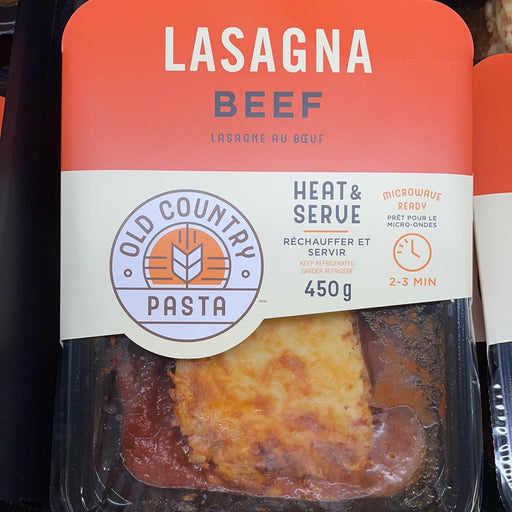 LASAGNA
BEEF
LASAGNE AU BŒUF
OLD COUNTRY
PASTA
HEAT &
SERVE
RÉCHAUFFER ET
SERVIR
KEEP REFRIGERATED
GARDER RÉFRIGÉRÉ
450 g
MICROWAVE
READY
PRÊT POUR LE
MICRO-ONDES
2-3 MIN